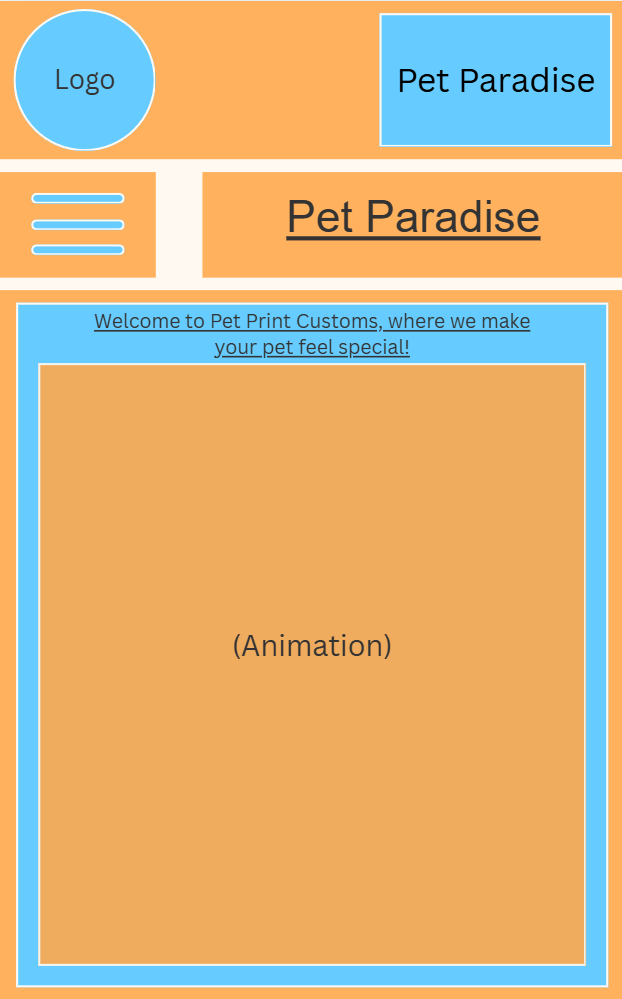 Logo
Pet Paradise
Pet Paradise
Welcome to Pet Print Customs, where we make
your pet feel special!
(Animation)